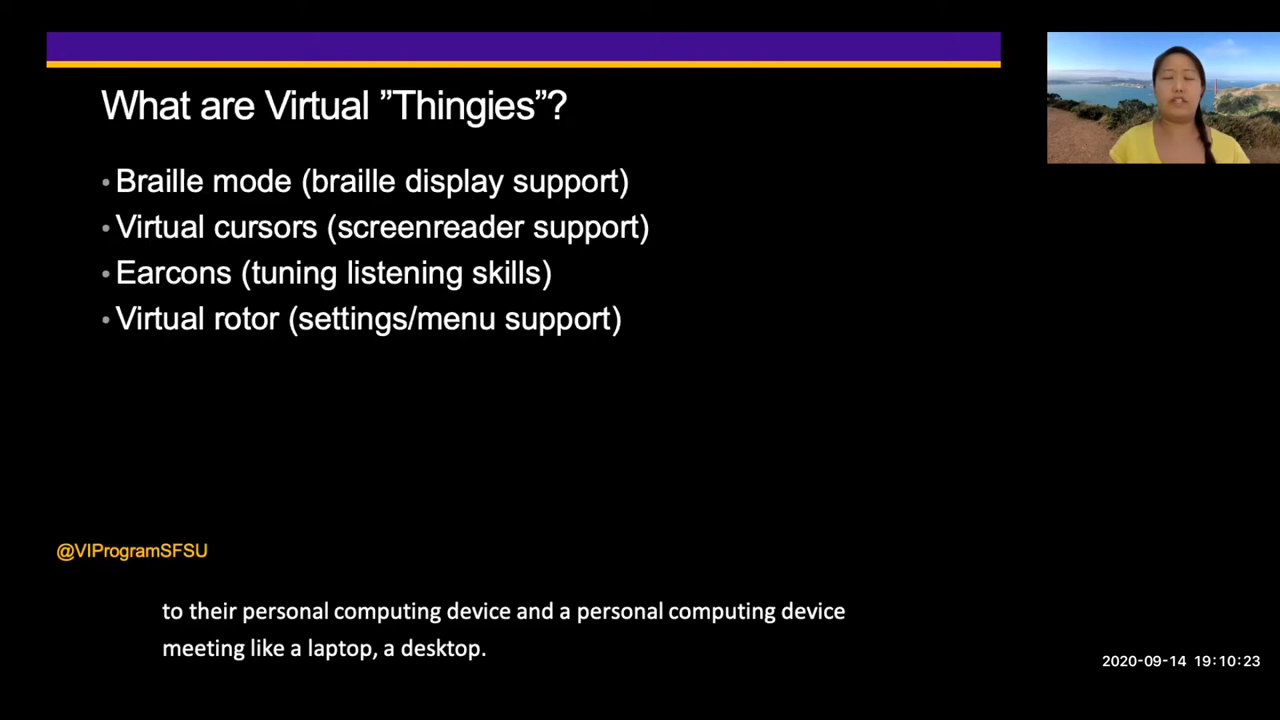 What are Virtual ”Thingies”?
• Braille mode (braille display support)
• Virtual cursors (screenreader support)
• Earcons (tuning listening skills)
• Virtual rotor (settings/menu support)
@VIProgramSFSU
to their personal computing device and a personal computing device
meeting like a laptop, a desktop.
2020-09-14 19:10:23